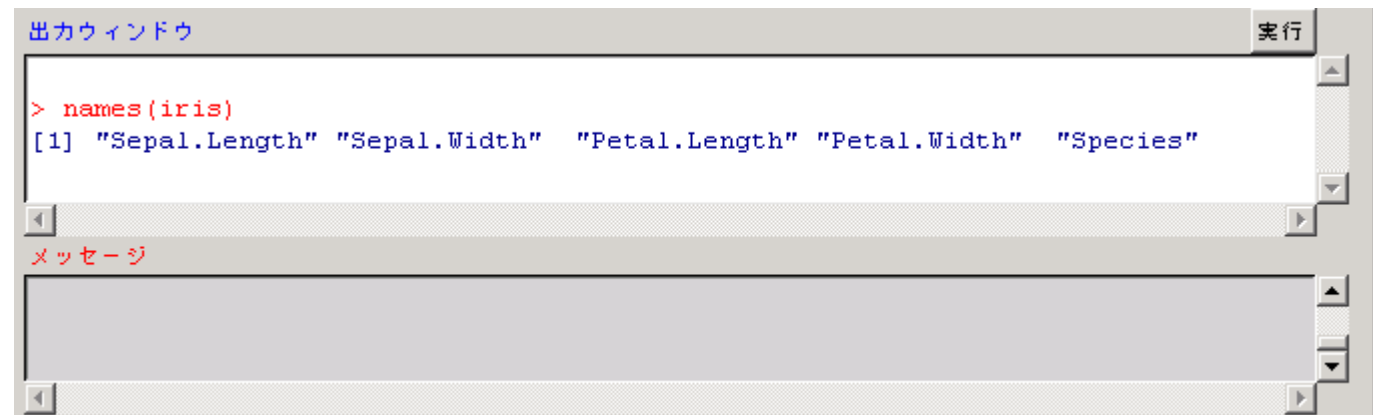 出力ウィンドウ 実行
> names(iris)
[1] "Sepal.Length" "Sepal.Width"  "Petal.Length" "Petal.Width"  "Species"
メッセージ